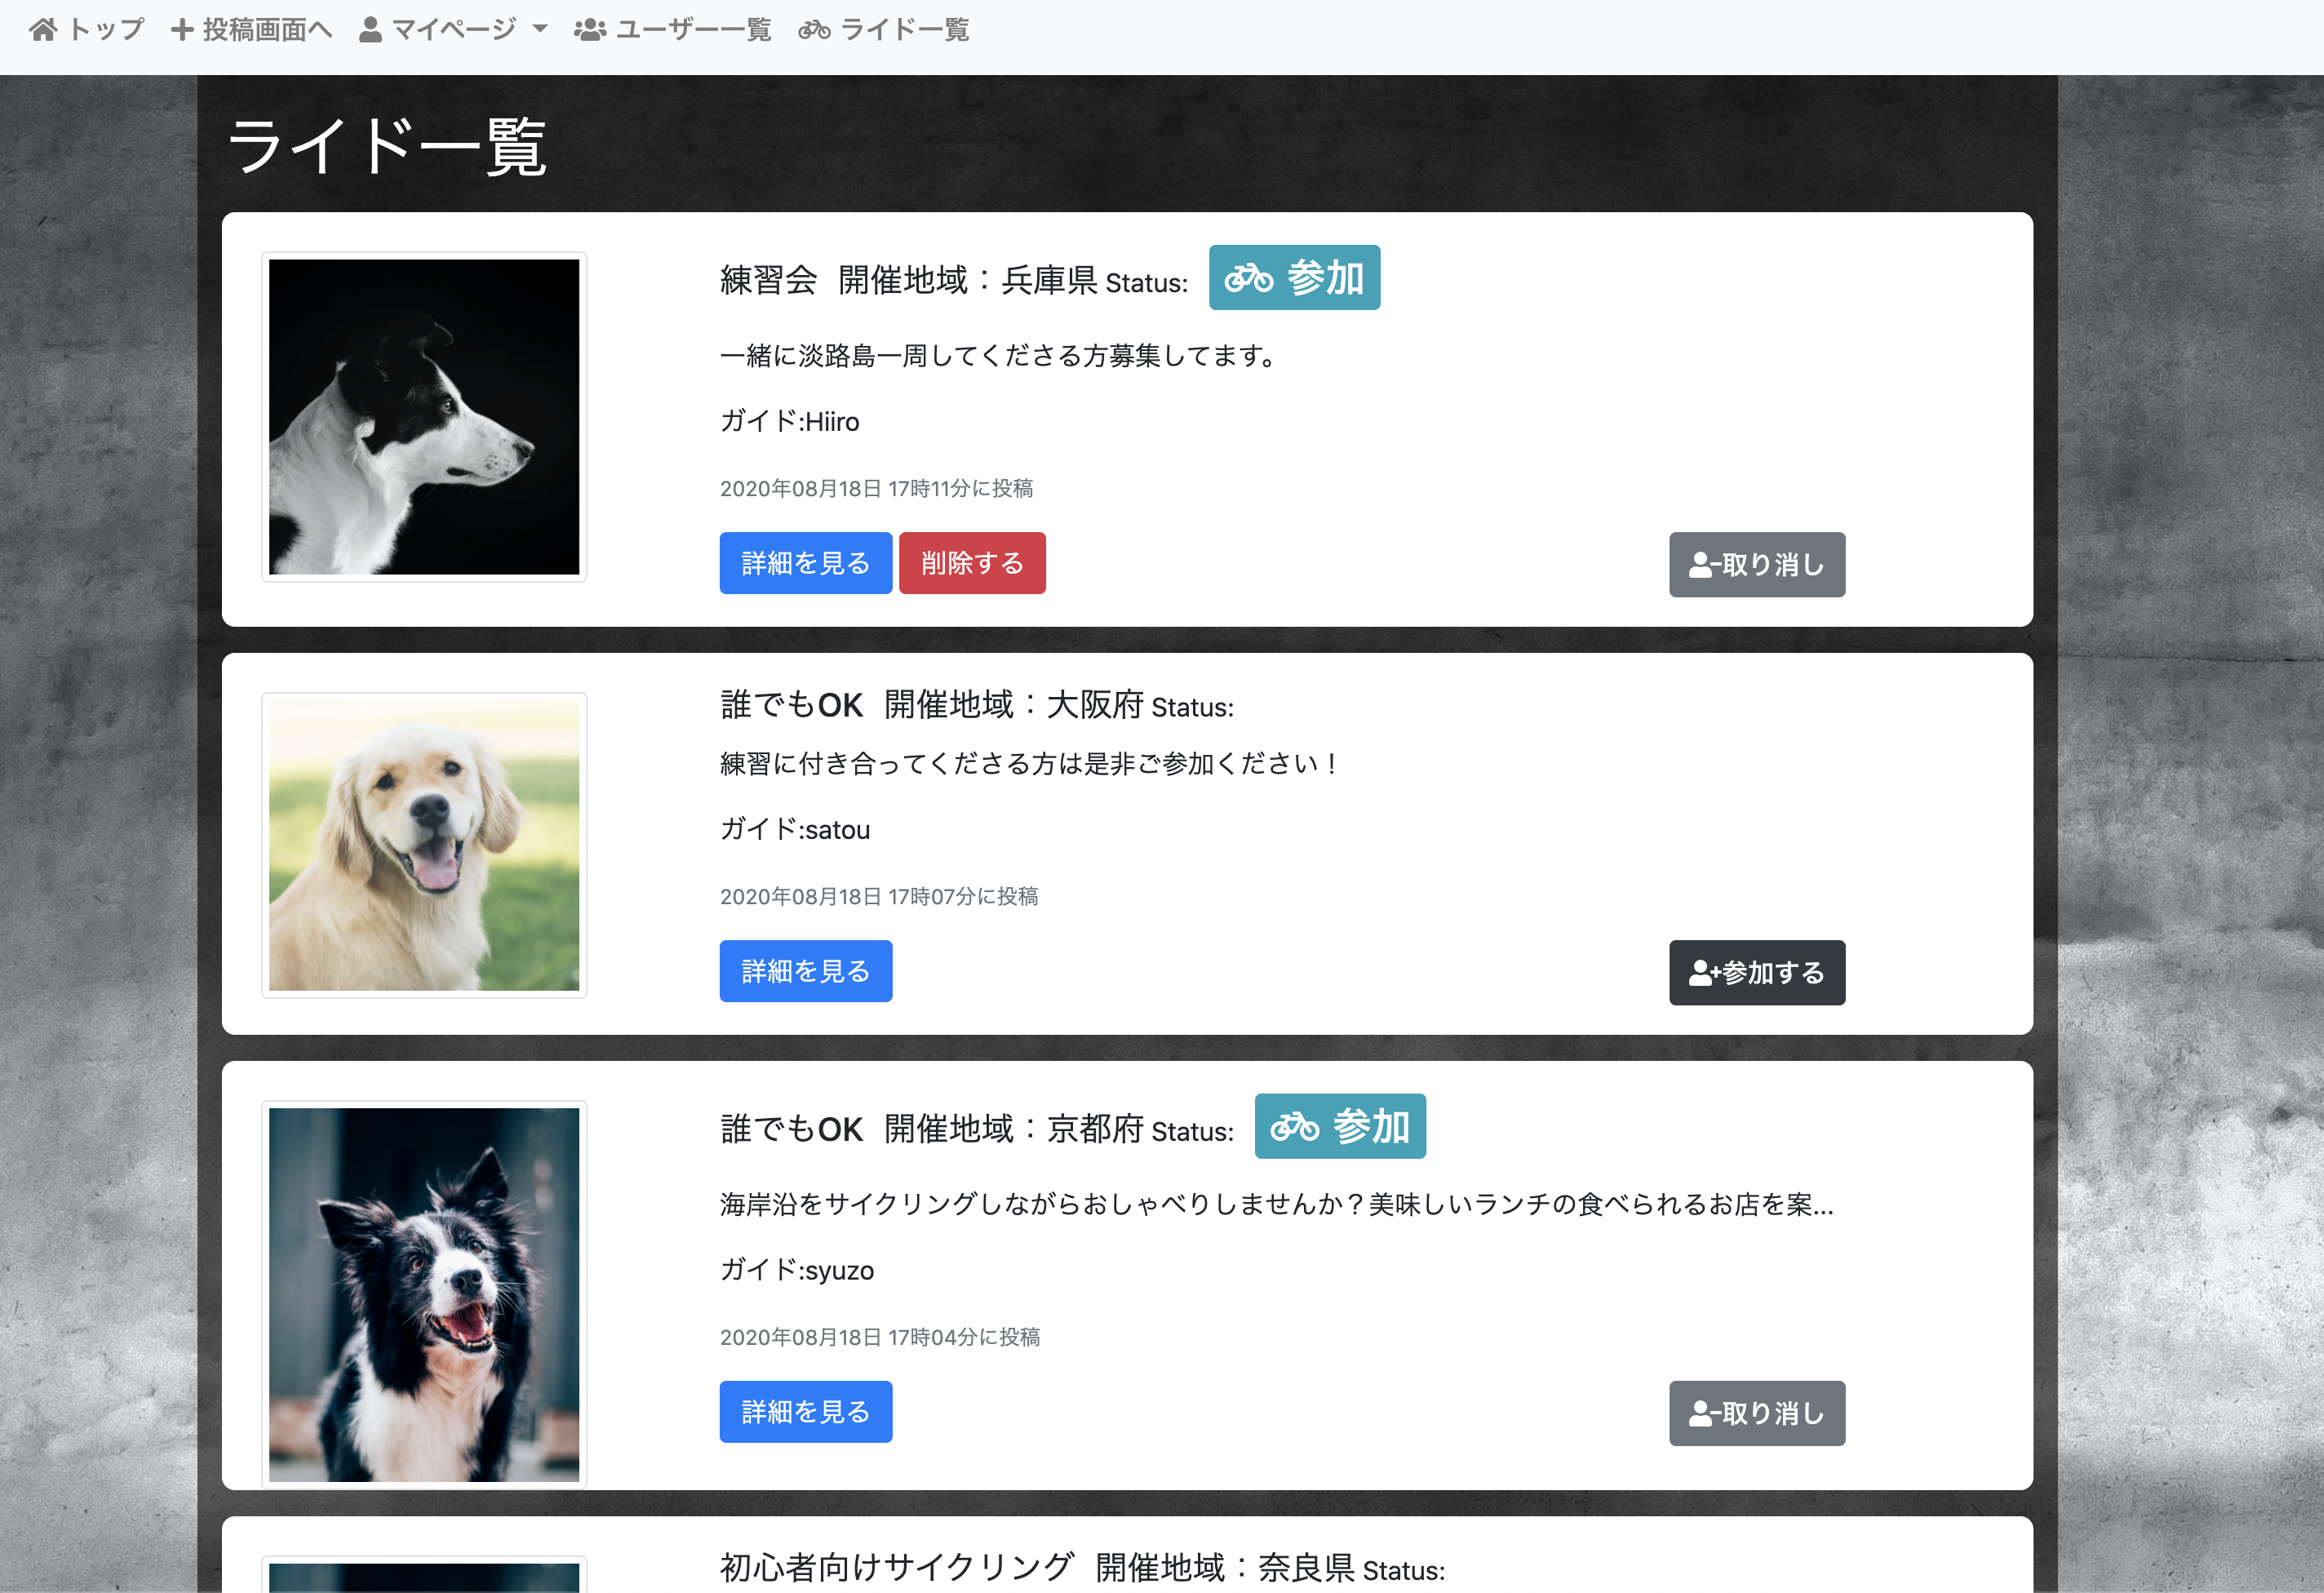 トップ 投稿画面へ マイページ ユーザー一覧 ライド一覧
ライド一覧
練習会 開催地域：兵庫県 Status: 参加
一緒に淡路島一周してくださる方募集してます。
ガイド:Hiiro
2020年08月18日 17時11分に投稿
詳細を見る 削除する 取り消し
誰でもOK 開催地域：大阪府 Status:
練習に付き合ってくださる方は是非ご参加ください！
ガイド:satou
2020年08月18日 17時07分に投稿
詳細を見る 参加する
誰でもOK 開催地域：京都府 Status: 参加
海岸沿をサイクリングしながらおしゃべりしませんか？美味しいランチの食べられるお店を案...
ガイド:syuzo
2020年08月18日 17時04分に投稿
詳細を見る 取り消し
初心者向けサイクリング 開催地域：奈良県 Status: